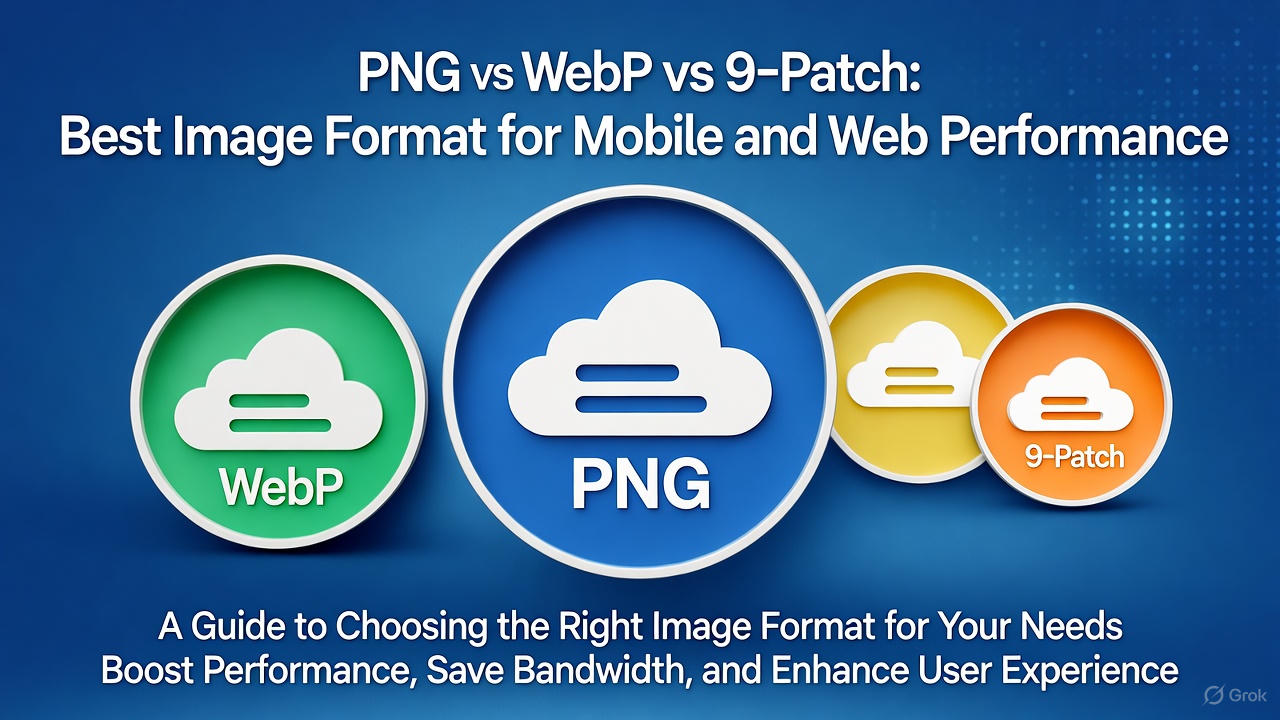 PNG vs WebP vs 9-Patch:
Best Image Format for Mobile and Web Performance
WebP
PNG
9-Patch
A Guide to Choosing the Right Image Format for Your Needs
Boost Performance, Save Bandwidth, and Enhance User Experience
Grok